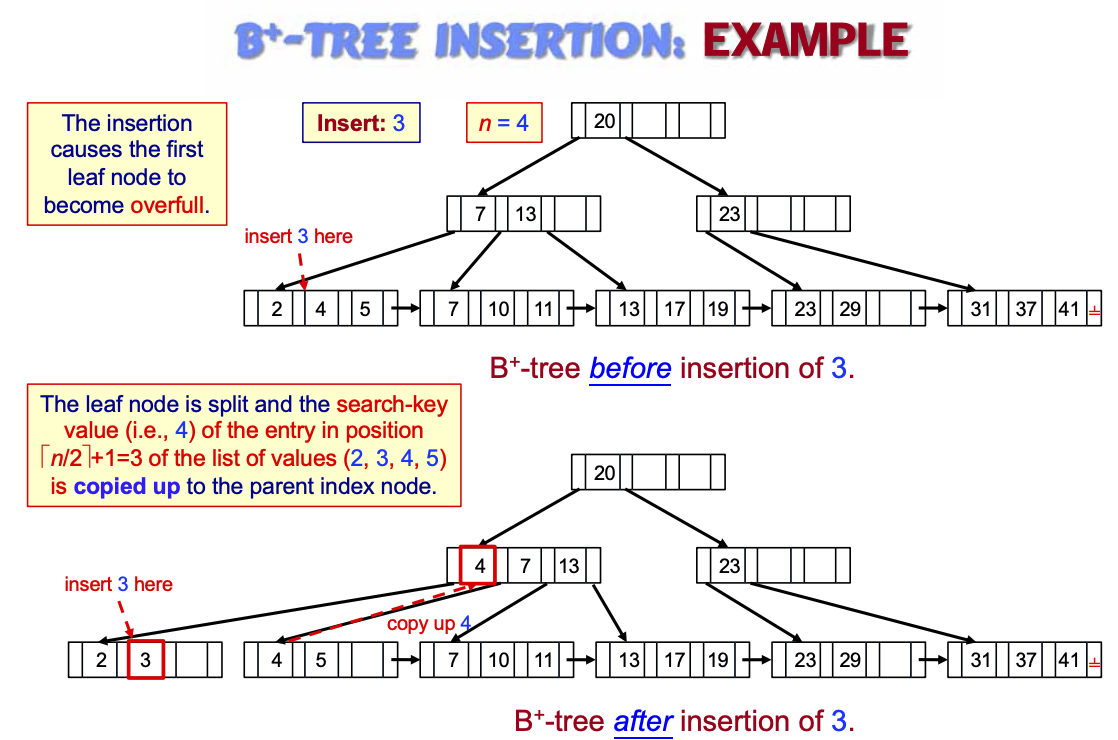 B⁺-TREE INSERTION: EXAMPLE
The insertion
causes the first
leaf node to
become overfull.
Insert: 3
n = 4
20
7 13
23
insert 3 here
2 4 5
7 10 11
13 17 19
23 29
31 37 41
B⁺-tree before insertion of 3.
The leaf node is split and the search-key
value (i.e., 4) of the entry in position
⌈n/2⌉+1=3 of the list of values (2, 3, 4, 5)
is copied up to the parent index node.
20
4 7 13
23
insert 3 here
copy up 4
2 3
4 5
7 10 11
13 17 19
23 29
31 37 41
B⁺-tree after insertion of 3.